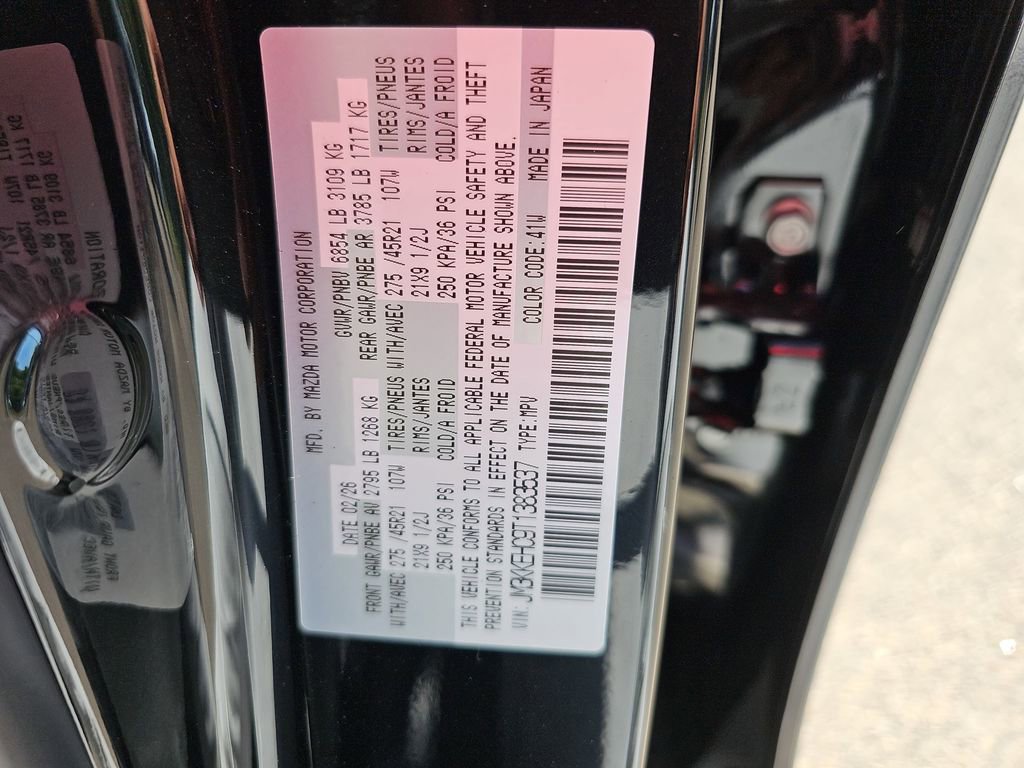 MFD. BY MAZDA MOTOR CORPORATION
DATE 02/26 GVWR/PNBV 6854 LB 3109 KG
FRONT GAWR/PNBE AV 2795 LB 1268 KG REAR GAWR/PNBE AR 3785 LB 1717 KG
WITH/AVEC 275 /45R21 107W TIRES/PNEUS WITH/AVEC 275 /45R21 107W TIRES/PNEUS
21X9 1/2J RIMS/JANTES 21X9 1/2J RIMS/JANTES
250 KPA/36 PSI COLD/A FROID 250 KPA/36 PSI COLD/A FROID
THIS VEHICLE CONFORMS TO ALL APPLICABLE FEDERAL MOTOR VEHICLE SAFETY AND THEFT
PREVENTION STANDARDS IN EFFECT ON THE DATE OF MANUFACTURE SHOWN ABOVE.
VIN: JM3KKEHC9T1383537 TYPE:MPV COLOR CODE:41W MADE IN JAPAN